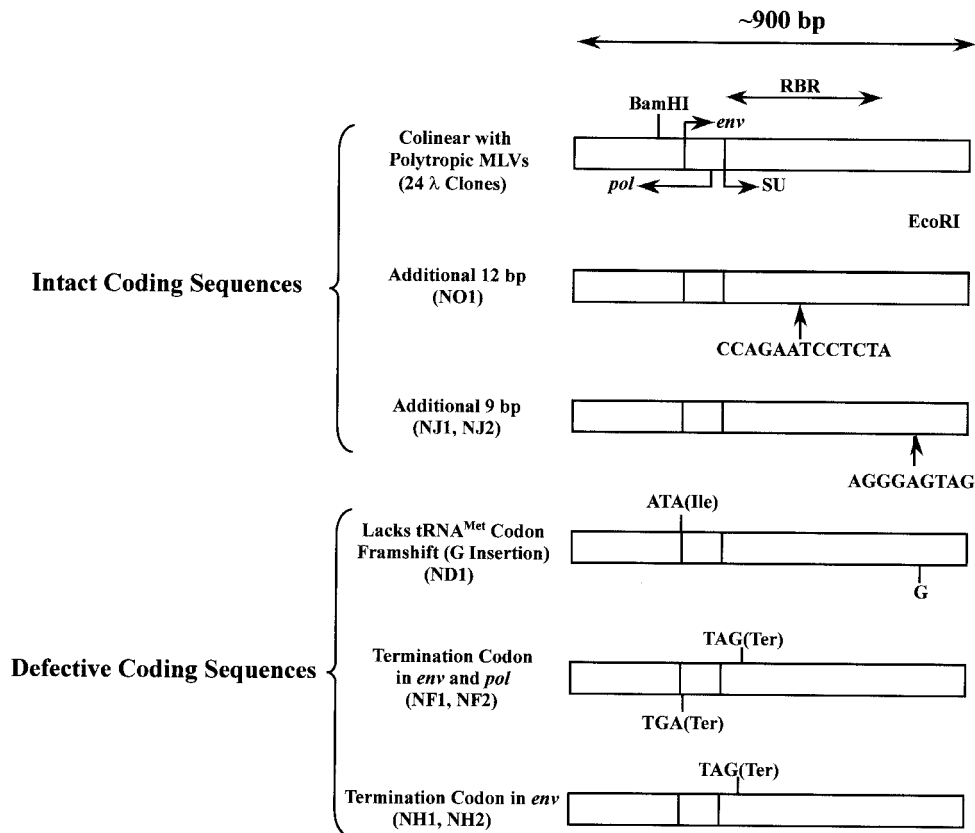 ~900 bp
RBR
BamHI
env
Colinear with
Polytropic MLVs
(24 λ Clones)
pol
SU
EcoRI
Intact Coding Sequences
Additional 12 bp
(NO1)
CCAGAATCCTCTA
Additional 9 bp
(NJ1, NJ2)
AGGGAGTAG
ATA(Ile)
Lacks tRNAMet Codon
Framshift (G Insertion)
(ND1)
G
Defective Coding Sequences
TAG(Ter)
Termination Codon
in env and pol
(NF1, NF2)
TGA(Ter)
TAG(Ter)
Termination Codon in env
(NH1, NH2)